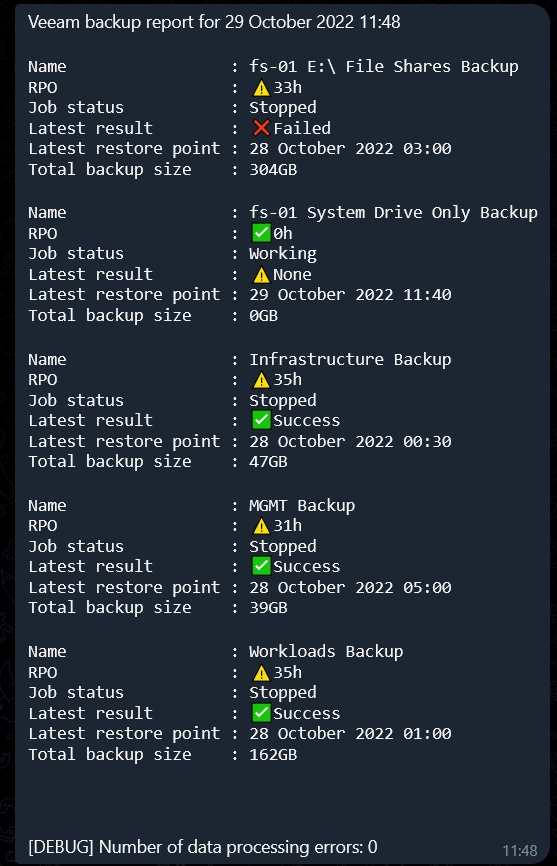 Veeam backup report for 29 October 2022 11:48
Name : fs-01 E:\ File Shares Backup
RPO : ⚠️33h
Job status : Stopped
Latest result : ❌Failed
Latest restore point : 28 October 2022 03:00
Total backup size : 304GB
Name : fs-01 System Drive Only Backup
RPO : ✅0h
Job status : Working
Latest result : ⚠️None
Latest restore point : 29 October 2022 11:40
Total backup size : 0GB
Name : Infrastructure Backup
RPO : ⚠️35h
Job status : Stopped
Latest result : ✅Success
Latest restore point : 28 October 2022 00:30
Total backup size : 47GB
Name : MGMT Backup
RPO : ⚠️31h
Job status : Stopped
Latest result : ✅Success
Latest restore point : 28 October 2022 05:00
Total backup size : 39GB
Name : Workloads Backup
RPO : ⚠️35h
Job status : Stopped
Latest result : ✅Success
Latest restore point : 28 October 2022 01:00
Total backup size : 162GB
[DEBUG] Number of data processing errors: 0
11:48